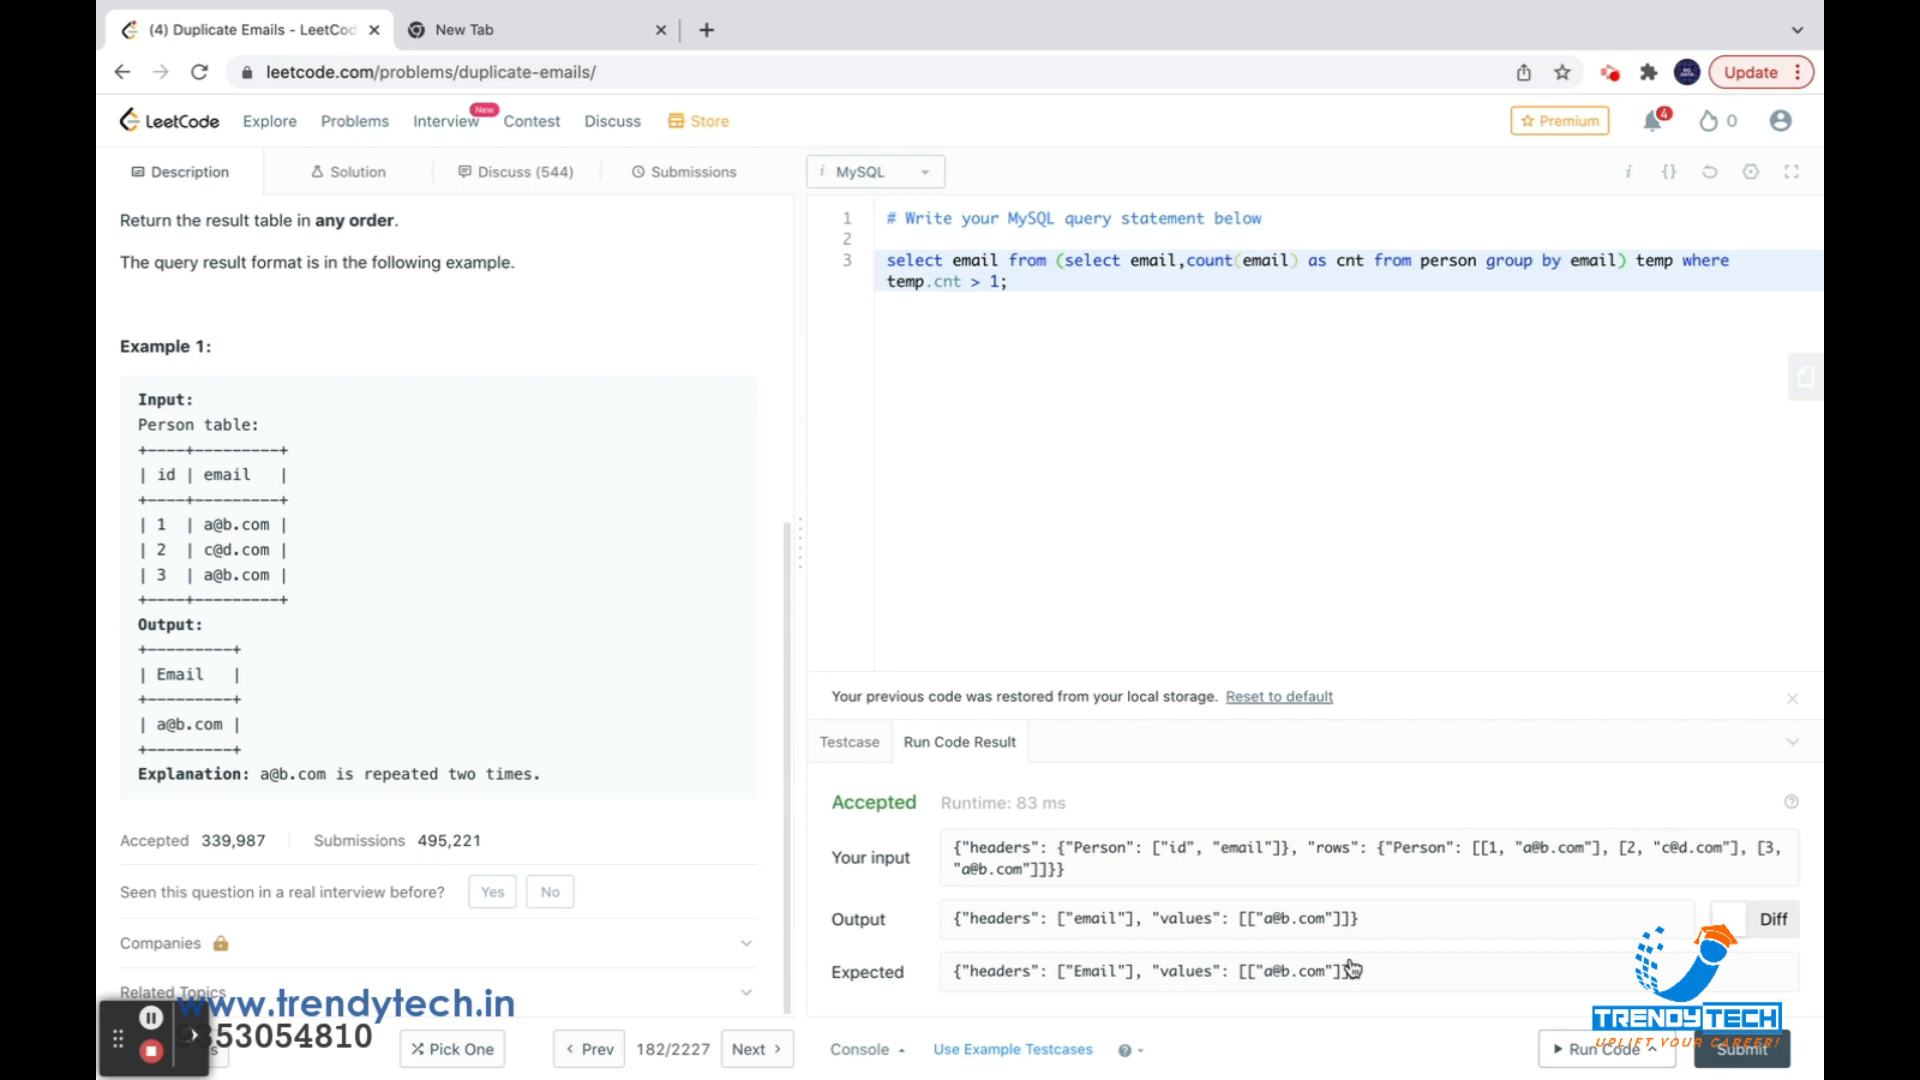 (4) Duplicate Emails - LeetCod
New Tab
leetcode.com/problems/duplicate-emails/
Update
LeetCode
Explore
Problems
Interview
New
Contest
Discuss
Store
Premium
4
0
Description
Solution
Discuss (544)
Submissions
i MySQL
i {}
Return the result table in any order.
The query result format is in the following example.
Example 1:
Input:
Person table:
+----+---------+
| id | email   |
+----+---------+
| 1  | a@b.com |
| 2  | c@d.com |
| 3  | a@b.com |
+----+---------+
Output:
+---------+
| Email   |
+---------+
| a@b.com |
+---------+
Explanation: a@b.com is repeated two times.
Accepted 339,987
Submissions 495,221
Seen this question in a real interview before?
Yes
No
Companies
Related Topics
www.trendytech.in
9353054810
Pick One
Prev
182/2227
Next
1 # Write your MySQL query statement below
2
3 select email from (select email,count(email) as cnt from person group by email) temp where
temp.cnt > 1;
Your previous code was restored from your local storage. Reset to default
Testcase
Run Code Result
Accepted
Runtime: 83 ms
Your input
{"headers": {"Person": ["id", "email"]}, "rows": {"Person": [[1, "a@b.com"], [2, "c@d.com"], [3,
"a@b.com"]]}}
Output
{"headers": ["email"], "values": [["a@b.com"]]}
Diff
Expected
{"headers": ["Email"], "values": [["a@b.com"]]}
TRENDYTECH
UPLIFT YOUR CAREER!
Console
Use Example Testcases
Run Code
Submit